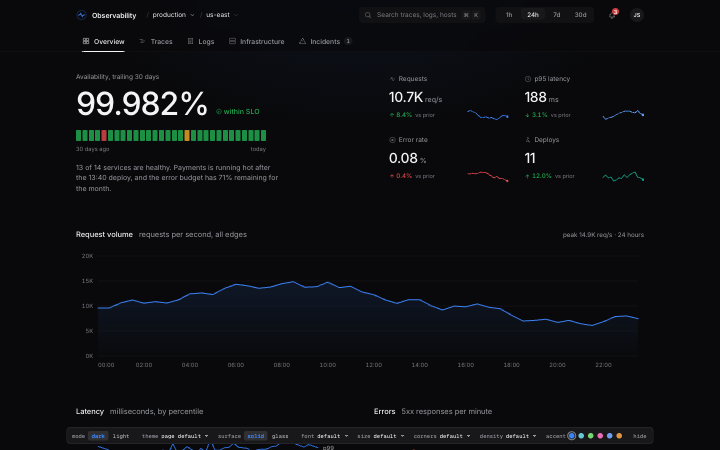 Observability / production / us-east
Search traces, logs, hosts ⌘ K
1h 24h 7d 30d
3
JS
Overview Traces Logs Infrastructure Incidents 1
Availability, trailing 30 days
99.982% within SLO
30 days ago today
13 of 14 services are healthy. Payments is running hot after
the 13:40 deploy, and the error budget has 71% remaining for
the month.
Requests
10.7K req/s
↑ 8.4% vs prior
p95 latency
188 ms
↓ 3.1% vs prior
Error rate
0.08 %
↑ 0.4% vs prior
Deploys
11
↑ 12.0% vs prior
Request volume requests per second, all edges
peak 14.9K req/s · 24 hours
20K
15K
10K
5K
0K
00:00 02:00 04:00 06:00 08:00 10:00 12:00 14:00 16:00 18:00 20:00 22:00
Latency milliseconds, by percentile
Errors 5xx responses per minute
mode dark light theme page default surface solid glass font default size default corners default density default accent hide
p99